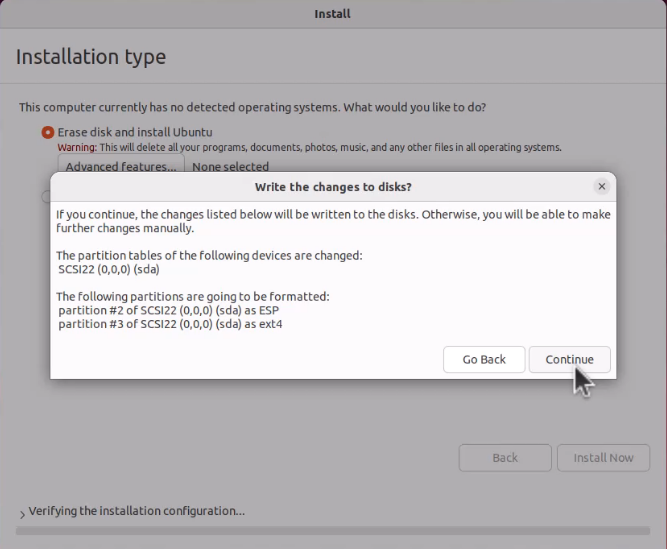 Install
Installation type
This computer currently has no detected operating systems. What would you like to do?
Erase disk and install Ubuntu
Warning: This will delete all your programs, documents, photos, music, and any other files in all operating systems.
Advanced features... None selected
Write the changes to disks?
If you continue, the changes listed below will be written to the disks. Otherwise, you will be able to make
further changes manually.
The partition tables of the following devices are changed:
SCSI22 (0,0,0) (sda)
The following partitions are going to be formatted:
partition #2 of SCSI22 (0,0,0) (sda) as ESP
partition #3 of SCSI22 (0,0,0) (sda) as ext4
Go Back Continue
Back Install Now
Verifying the installation configuration...